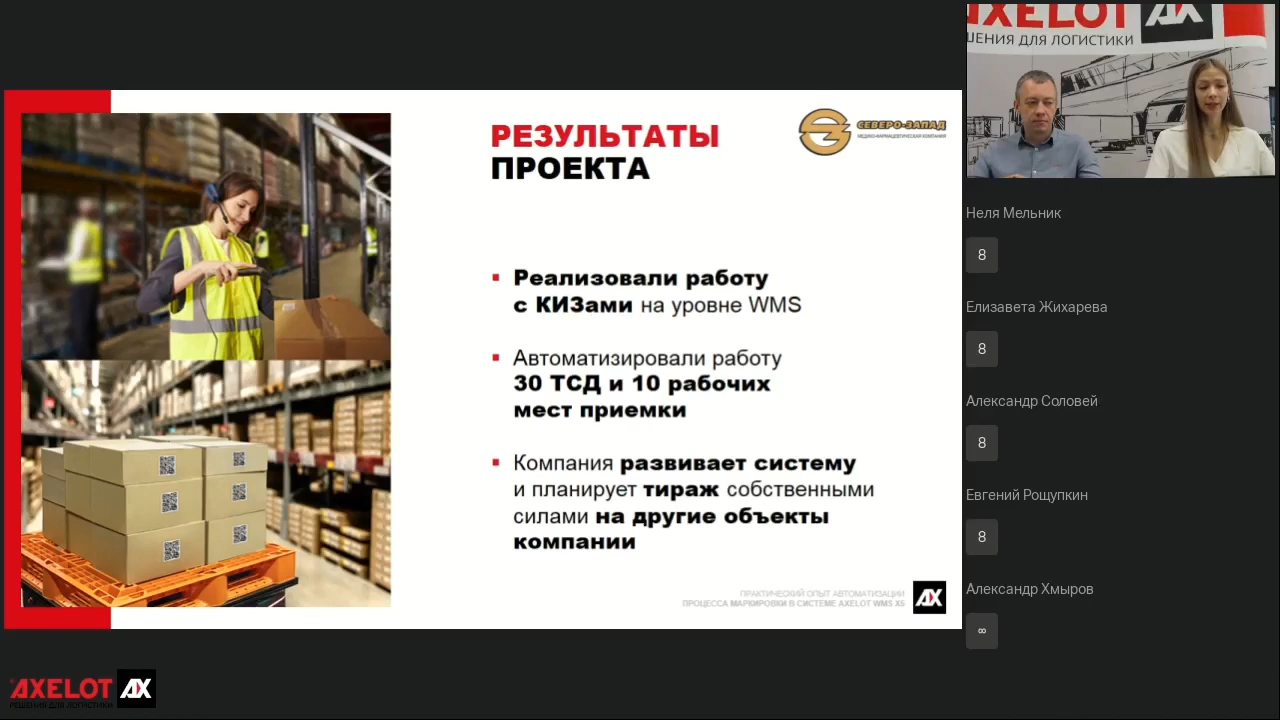 РЕЗУЛЬТАТЫ
ПРОЕКТА
СЕВЕРО-ЗАПАД
МЕДИКО-ФАРМАЦЕВТИЧЕСКАЯ КОМПАНИЯ
▪ Реализовали работу
с КИЗами на уровне WMS
▪ Автоматизировали работу
30 ТСД и 10 рабочих
мест приемки
▪ Компания развивает систему
и планирует тираж собственными
силами на другие объекты
компании
ПРАКТИЧЕСКИЙ ОПЫТ АВТОМАТИЗАЦИИ
ПРОЦЕССА МАРКИРОВКИ В СИСТЕМЕ AXELOT WMS X5
AX
AXELOT AX
РЕШЕНИЯ ДЛЯ ЛОГИСТИКИ
AXELOT AX
ШЕНИЯ ДЛЯ ЛОГИСТИКИ
Неля Мельник
8
Елизавета Жихарева
8
Александр Соловей
8
Евгений Рощупкин
8
Александр Хмыров
∞